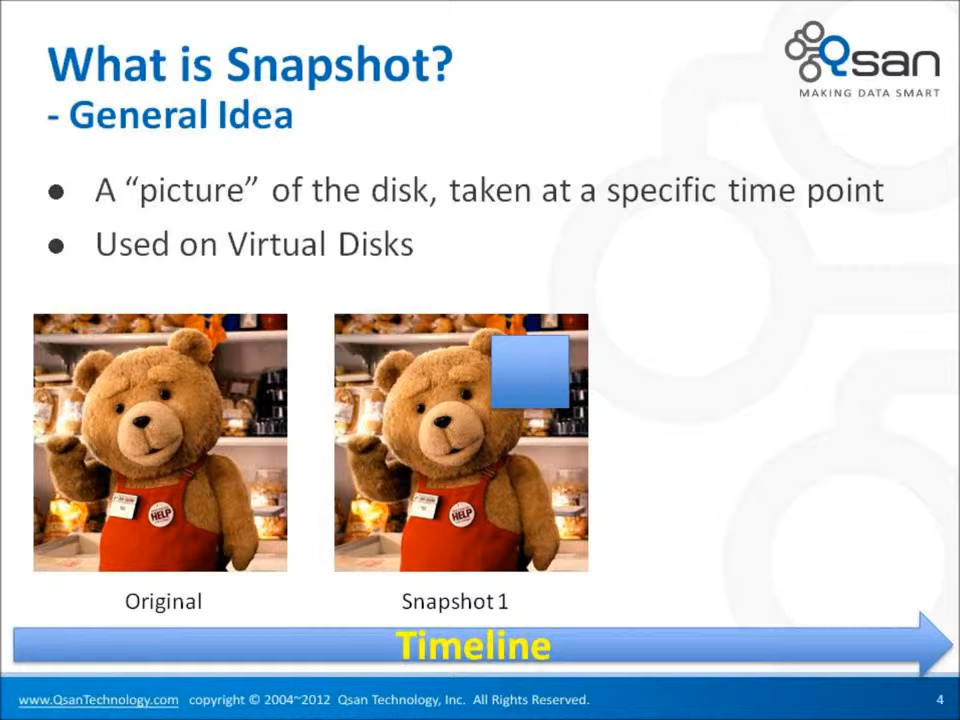 What is Snapshot?
- General Idea
Qsan
MAKING DATA SMART
● A “picture” of the disk, taken at a specific time point
● Used on Virtual Disks
HELP
HELP
Original
Snapshot 1
Timeline
www.QsanTechnology.com copyright © 2004~2012 Qsan Technology, Inc. All Rights Reserved.
4